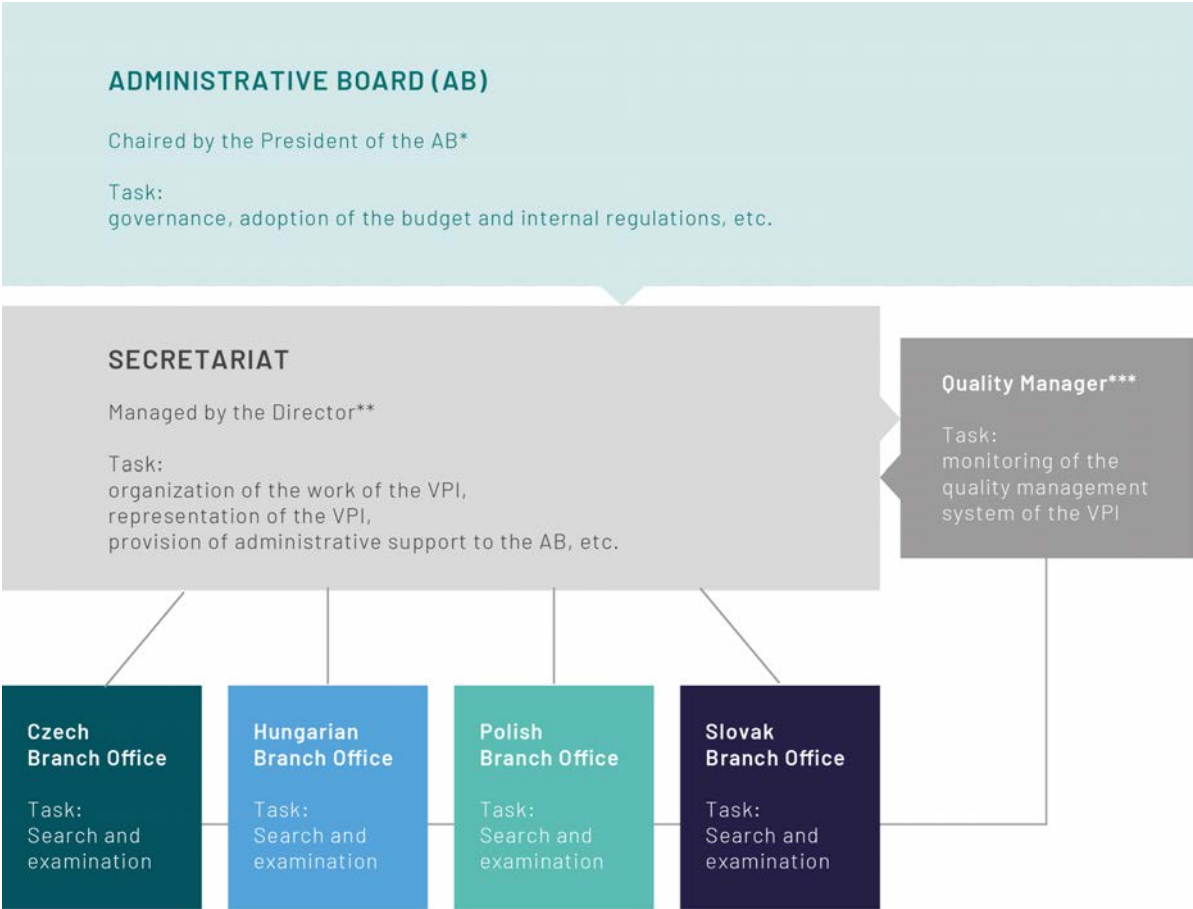 ADMINISTRATIVE BOARD (AB)
Chaired by the President of the AB*
Task:
governance, adoption of the budget and internal regulations, etc.
SECRETARIAT
Managed by the Director**
Task:
organization of the work of the VPI,
representation of the VPI,
provision of administrative support to the AB, etc.
Quality Manager***
Task:
monitoring of the
quality management
system of the VPI
Czech
Branch Office
Task:
Search and
examination
Hungarian
Branch Office
Task:
Search and
examination
Polish
Branch Office
Task:
Search and
examination
Slovak
Branch Office
Task:
Search and
examination